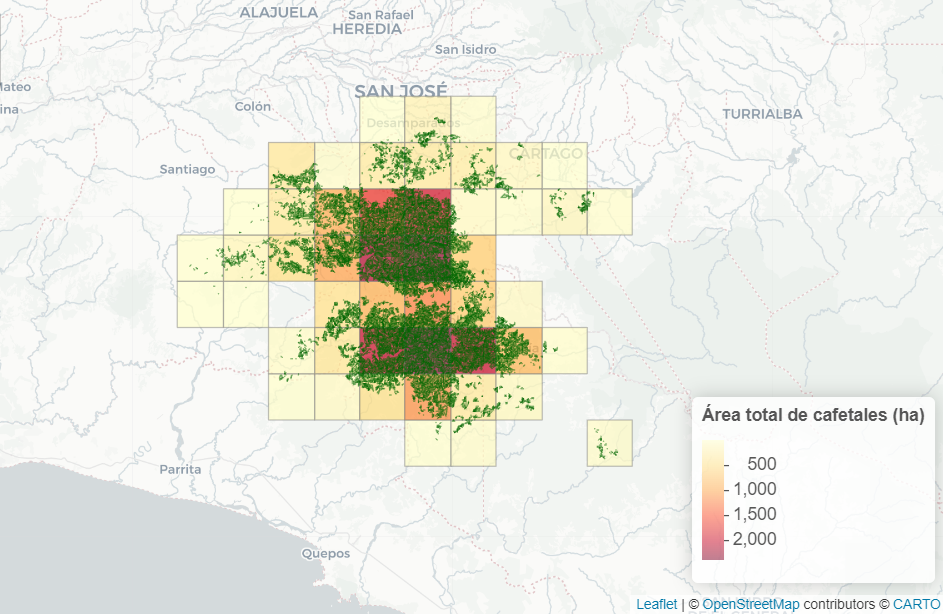 ALAJUELA
San Rafael
HEREDIA
San Isidro
Mateo
ina
SAN JOSÉ
Colón
TURRIALBA
Desamparados
CARTAGO
Santiago
Área total de cafetales (ha)
500
1,000
1,500
2,000
Parrita
Quepos
Leaflet | © OpenStreetMap contributors © CARTO